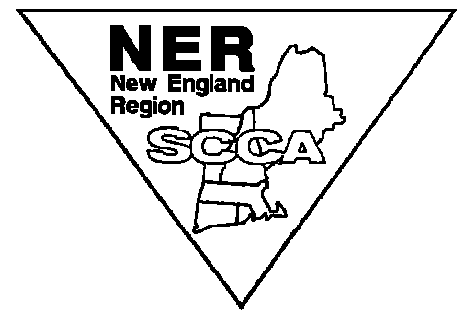 NER
New England
Region
SCCA